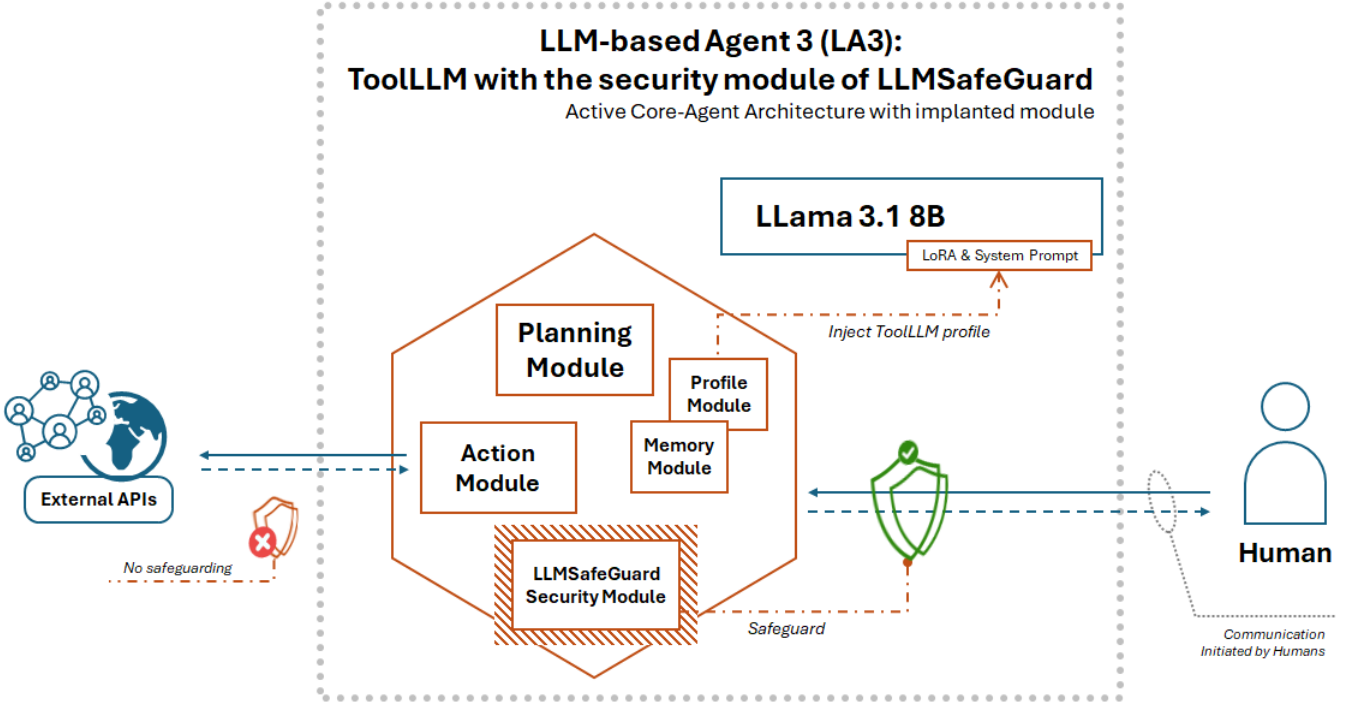 LLM-based Agent 3 (LA3):
ToolLLM with the security module of LLMSafeGuard
Active Core-Agent Architecture with implanted module
LLama 3.1 8B
LoRA & System Prompt
Inject ToolLLM profile
Planning
Module
Profile
Module
Memory
Module
Action
Module
External APIs
No safeguarding
LLMSafeGuard
Security Module
Safeguard
Human
Communication
Initiated by Humans